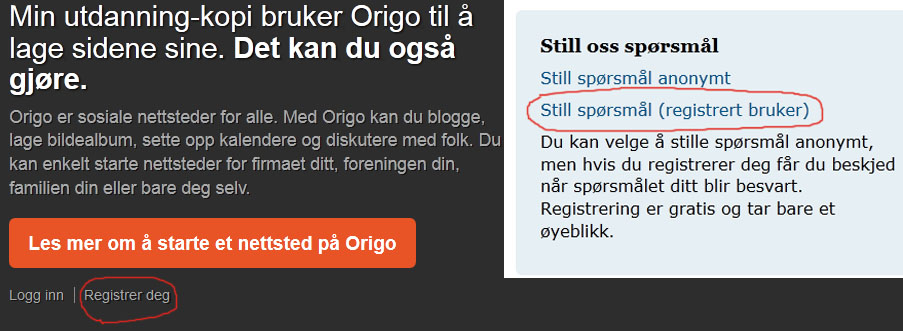 Min utdanning-kopi bruker Origo til å
lage sidene sine. Det kan du også
gjøre.
Origo er sosiale nettsteder for alle. Med Origo kan du blogge,
lage bildealbum, sette opp kalendere og diskutere med folk. Du
kan enkelt starte nettsteder for firmaet ditt, foreningen din,
familien din eller bare deg selv.
Les mer om å starte et nettsted på Origo
Logg inn | Registrer deg
Still oss spørsmål
Still spørsmål anonymt
Still spørsmål (registrert bruker)
Du kan velge å stille spørsmål anonymt,
men hvis du registrerer deg får du beskjed
når spørsmålet ditt blir besvart.
Registrering er gratis og tar bare et
øyeblikk.